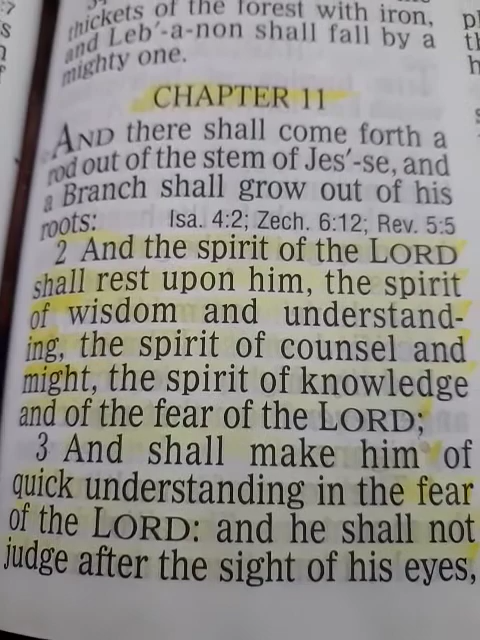 thickets of the forest with iron,
and Leb′-a-non shall fall by a
mighty one.
CHAPTER 11
AND there shall come forth a
rod out of the stem of Jes′-se, and
a Branch shall grow out of his
roots: Isa. 4:2; Zech. 6:12; Rev. 5:5
2 And the spirit of the LORD
shall rest upon him, the spirit
of wisdom and understand-
ing, the spirit of counsel and
might, the spirit of knowledge
and of the fear of the LORD;
3 And shall make him of
quick understanding in the fear
of the LORD: and he shall not
judge after the sight of his eyes,